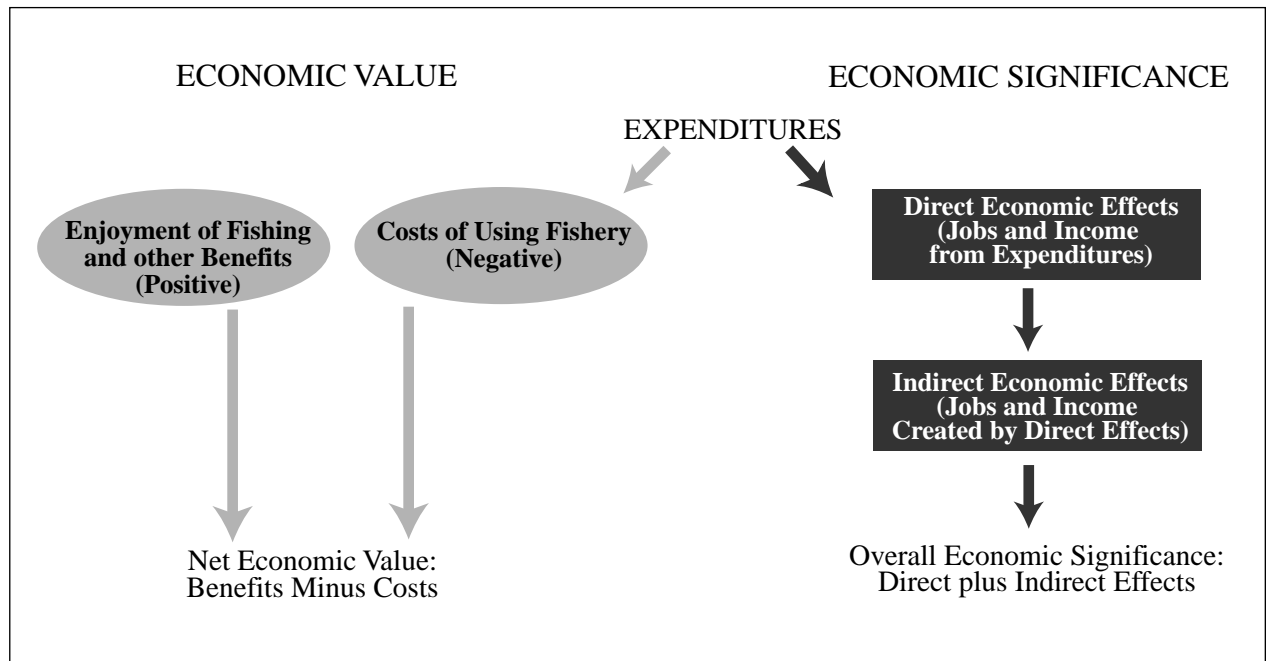 ECONOMIC VALUE
ECONOMIC SIGNIFICANCE
EXPENDITURES
Enjoyment of Fishing
and other Benefits
(Positive)
Costs of Using Fishery
(Negative)
Direct Economic Effects
(Jobs and Income
from Expenditures)
Indirect Economic Effects
(Jobs and Income
Created by Direct Effects)
Net Economic Value:
Benefits Minus Costs
Overall Economic Significance:
Direct plus Indirect Effects